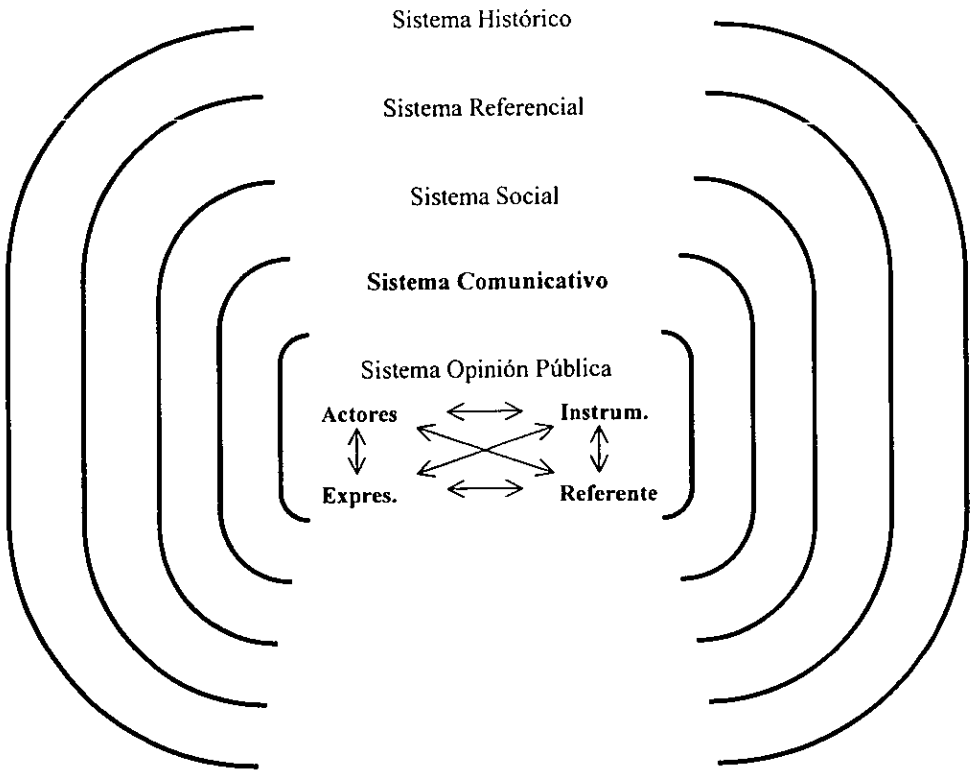 Sistema Histórico
Sistema Referencial
Sistema Social
Sistema Comunicativo
Sistema Opinión Pública
Actores Instrum.
Expres. Referente